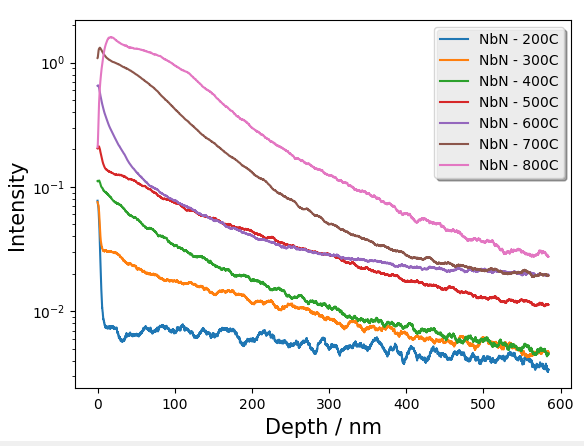 NbN - 200C
NbN - 300C
NbN - 400C
NbN - 500C
NbN - 600C
NbN - 700C
NbN - 800C
10⁰
10⁻¹
10⁻²
Intensity
0 100 200 300 400 500 600
Depth / nm